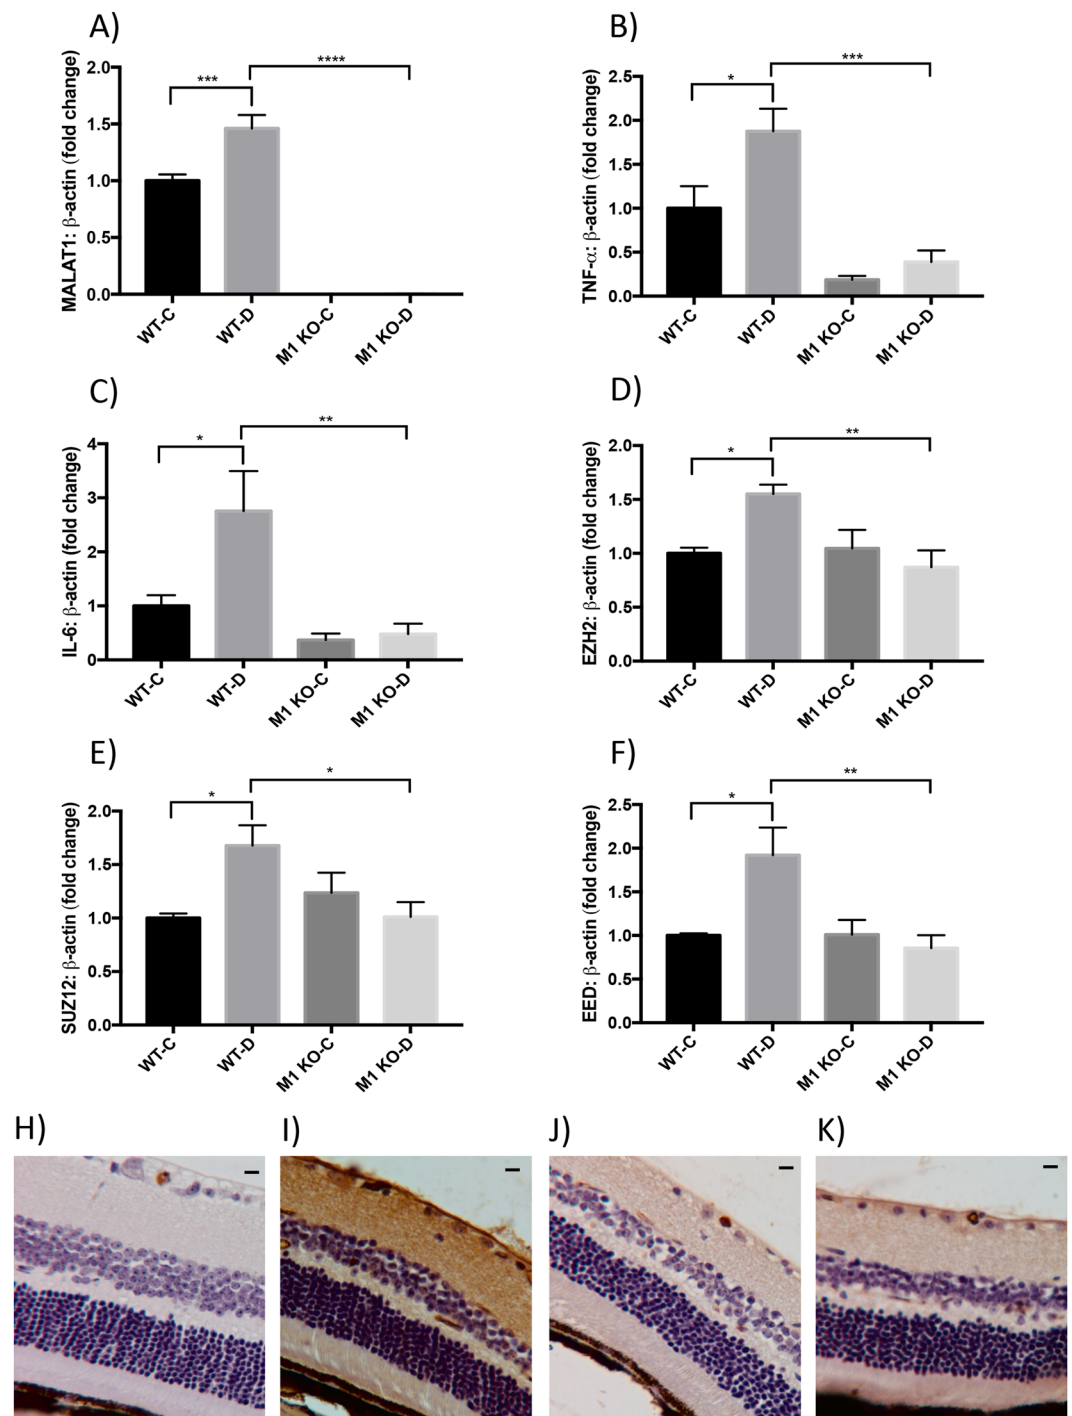 A)
MALAT1: β-actin (fold change)
2.0
1.5
1.0
0.5
0.0
***
****
WT-C
WT-D
M1 KO-C
M1 KO-D
B)
TNF-α: β-actin (fold change)
2.5
2.0
1.5
1.0
0.5
0.0
*
***
WT-C
WT-D
M1 KO-C
M1 KO-D
C)
IL-6: β-actin (fold change)
4
3
2
1
0
*
**
WT-C
WT-D
M1 KO-C
M1 KO-D
D)
EZH2: β-actin (fold change)
2.0
1.5
1.0
0.5
0.0
*
**
WT-C
WT-D
M1 KO-C
M1 KO-D
E)
SUZ12: β-actin (fold change)
2.0
1.5
1.0
0.5
0.0
*
*
WT-C
WT-D
M1 KO-C
M1 KO-D
F)
EED: β-actin (fold change)
2.5
2.0
1.5
1.0
0.5
0.0
*
**
WT-C
WT-D
M1 KO-C
M1 KO-D
H)
I)
J)
K)